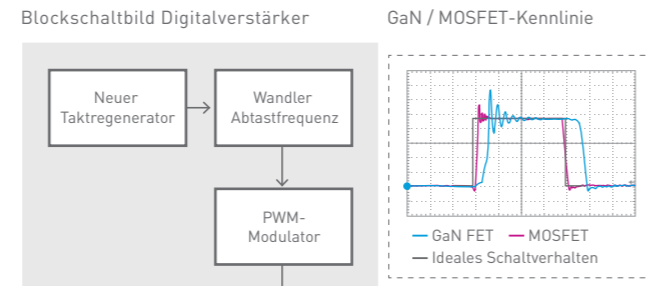 Blockschaltbild Digitalverstärker
GaN / MOSFET-Kennlinie
Neuer
Taktregenerator
Wandler
Abtastfrequenz
PWM-
Modulator
GaN FET
MOSFET
Ideales Schaltverhalten